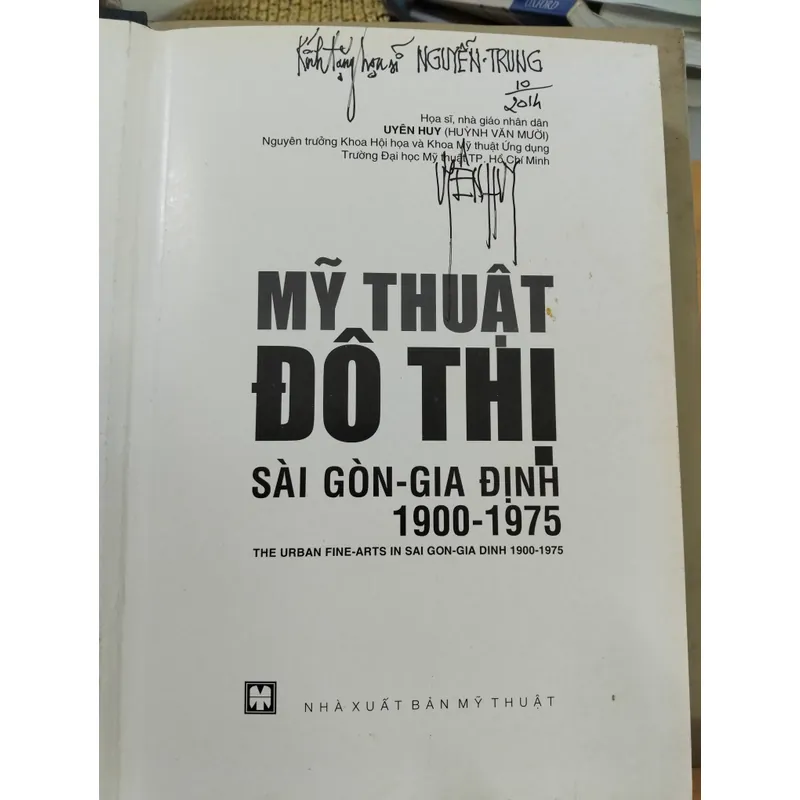 Kính tặng họa sĩ NGUYỄN-TRUNG
10
2014
Họa sĩ, nhà giáo nhân dân
UYÊN HUY (HUỲNH VĂN MƯỜI)
Nguyên trưởng Khoa Hội họa và Khoa Mỹ thuật Ứng dụng
Trường Đại học Mỹ thuật TP. Hồ Chí Minh
UYÊN HUY
MỸ THUẬT
ĐÔ THỊ
SÀI GÒN-GIA ĐỊNH
1900-1975
THE URBAN FINE-ARTS IN SAI GON-GIA DINH 1900-1975
NHÀ XUẤT BẢN MỸ THUẬT